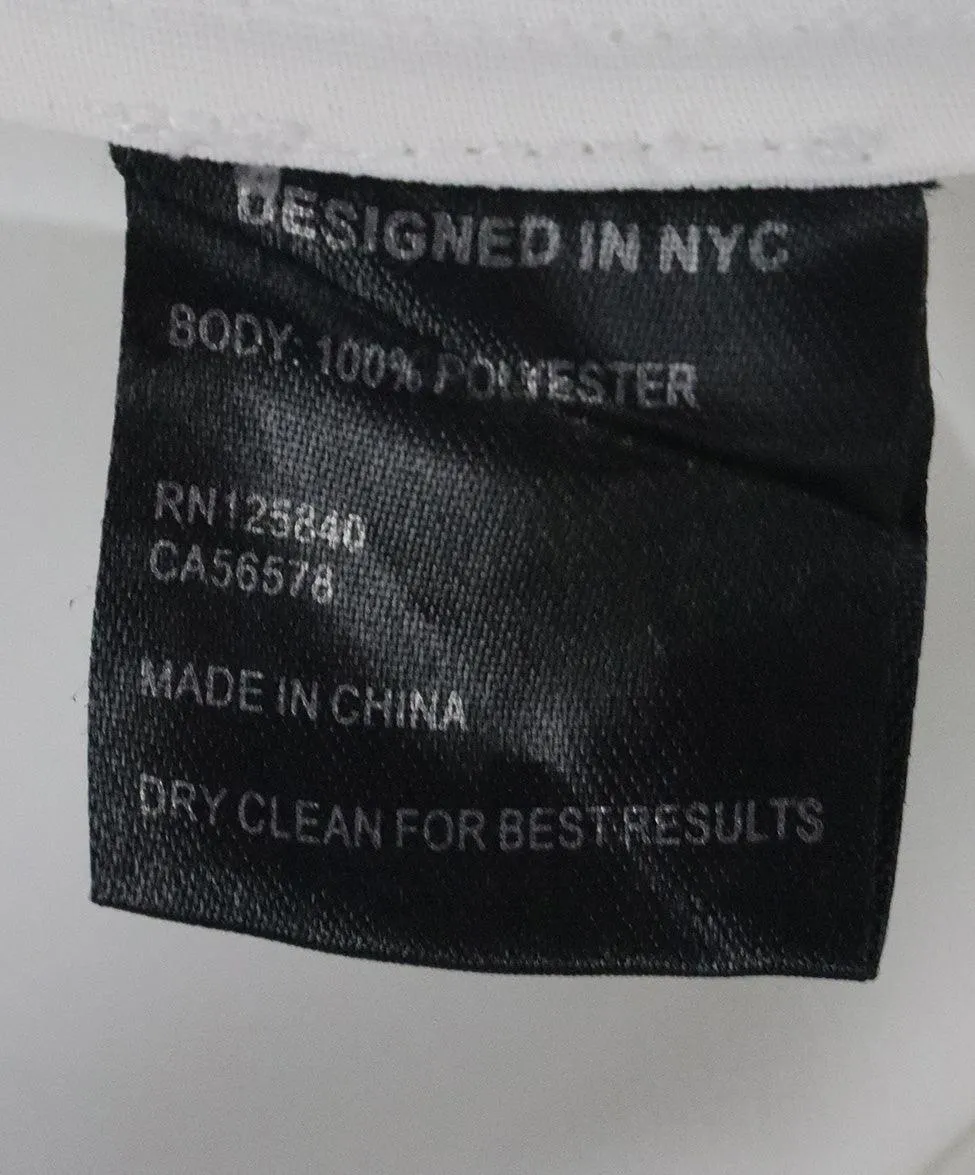 DESIGNED IN NYC
BODY: 100% POLYESTER
RN125840
CA56578
MADE IN CHINA
DRY CLEAN FOR BEST RESULTS